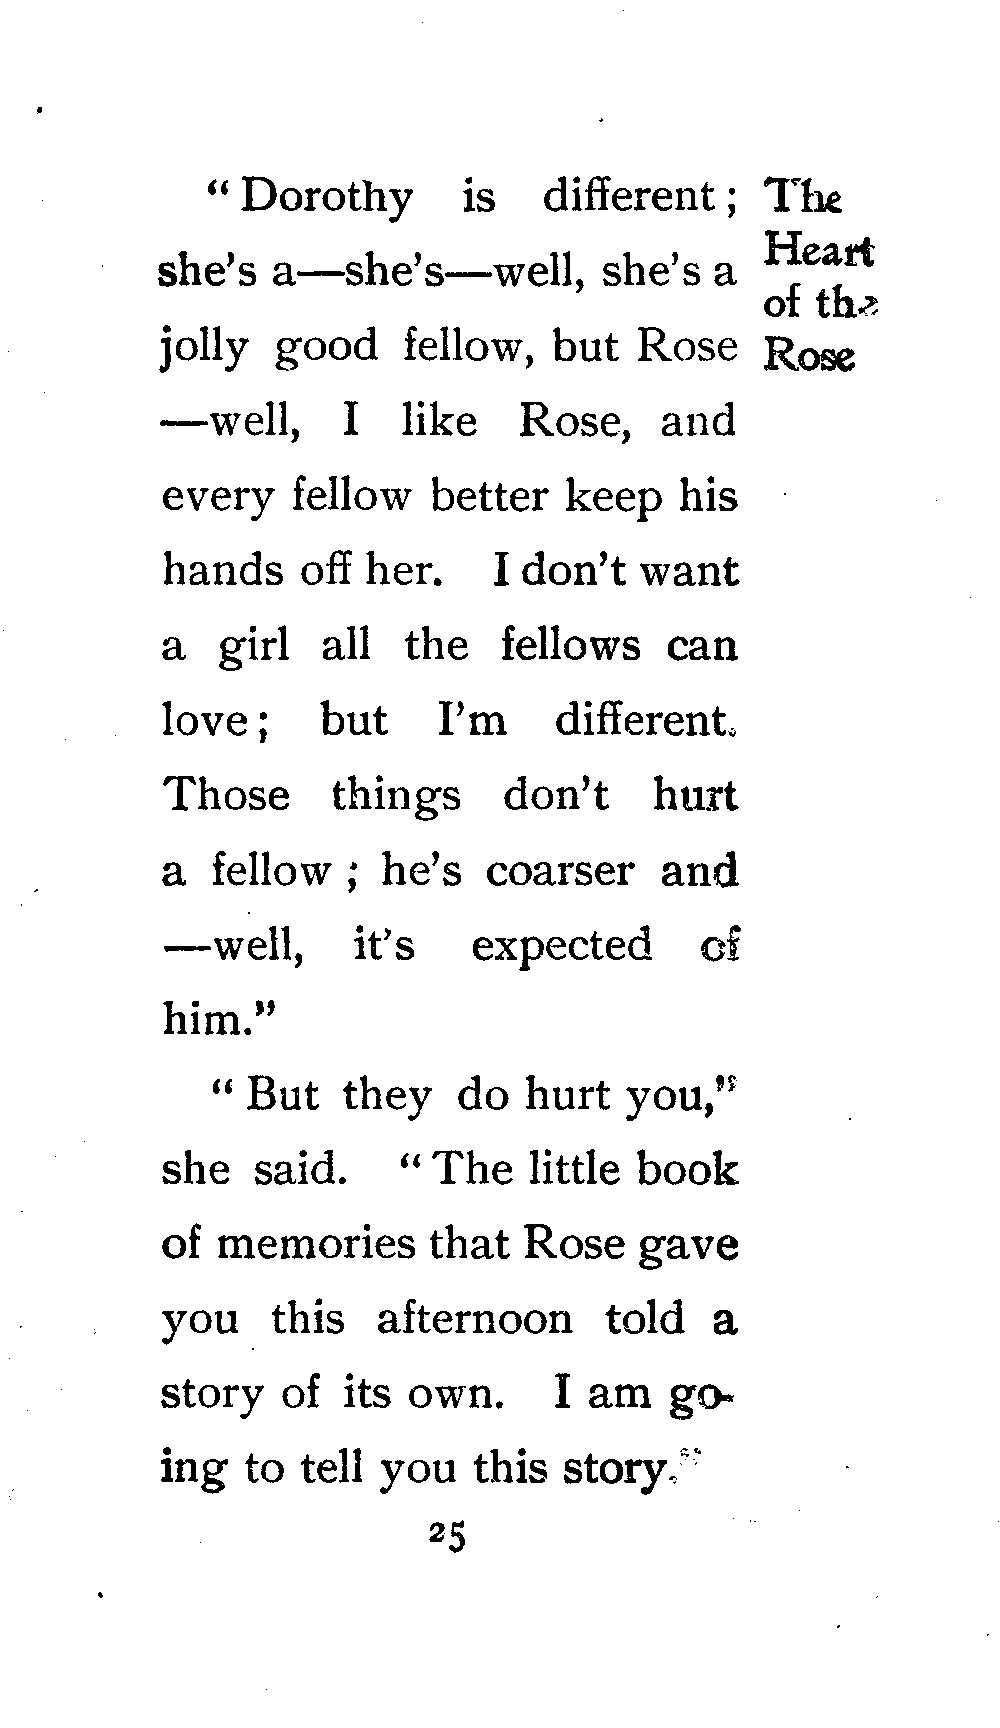 “ Dorothy is different ;
she’s a—she’s—well, she’s a
jolly good fellow, but Rose
—well, I like Rose, and
every fellow better keep his
hands off her. I don’t want
a girl all the fellows can
love ; but I’m different.
Those things don’t hurt
a fellow ; he’s coarser and
—well, it’s expected of
him.”
“ But they do hurt you,”
she said. “ The little book
of memories that Rose gave
you this afternoon told a
story of its own. I am go-
ing to tell you this story.”
The
Heart
of the
Rose
25